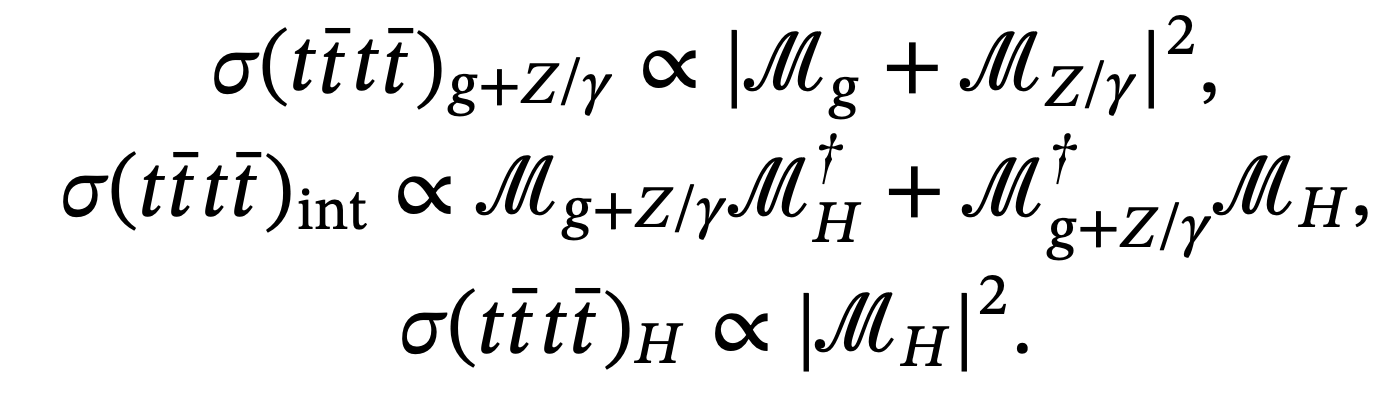 σ(tt̄tt̄)_{g+Z/γ} ∝ |ℳ_g + ℳ_{Z/γ}|²,
σ(tt̄tt̄)_{int} ∝ ℳ_{g+Z/γ}ℳ_H^† + ℳ_{g+Z/γ}^†ℳ_H,
σ(tt̄tt̄)_H ∝ |ℳ_H|².